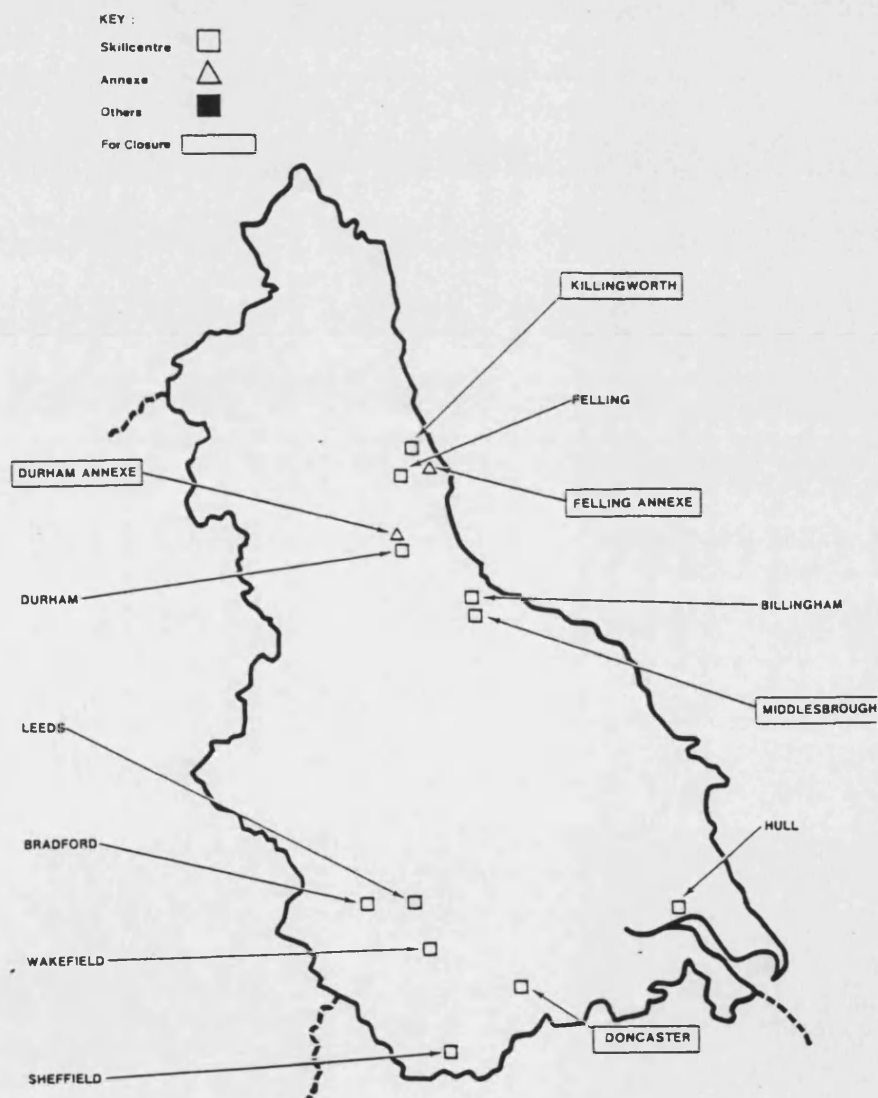 KEY :
Skillcentre
Annexe
Others
For Closure
KILLINGWORTH
FELLING
DURHAM ANNEXE
FELLING ANNEXE
DURHAM
BILLINGHAM
MIDDLESBROUGH
LEEDS
HULL
BRADFORD
WAKEFIELD
DONCASTER
SHEFFIELD